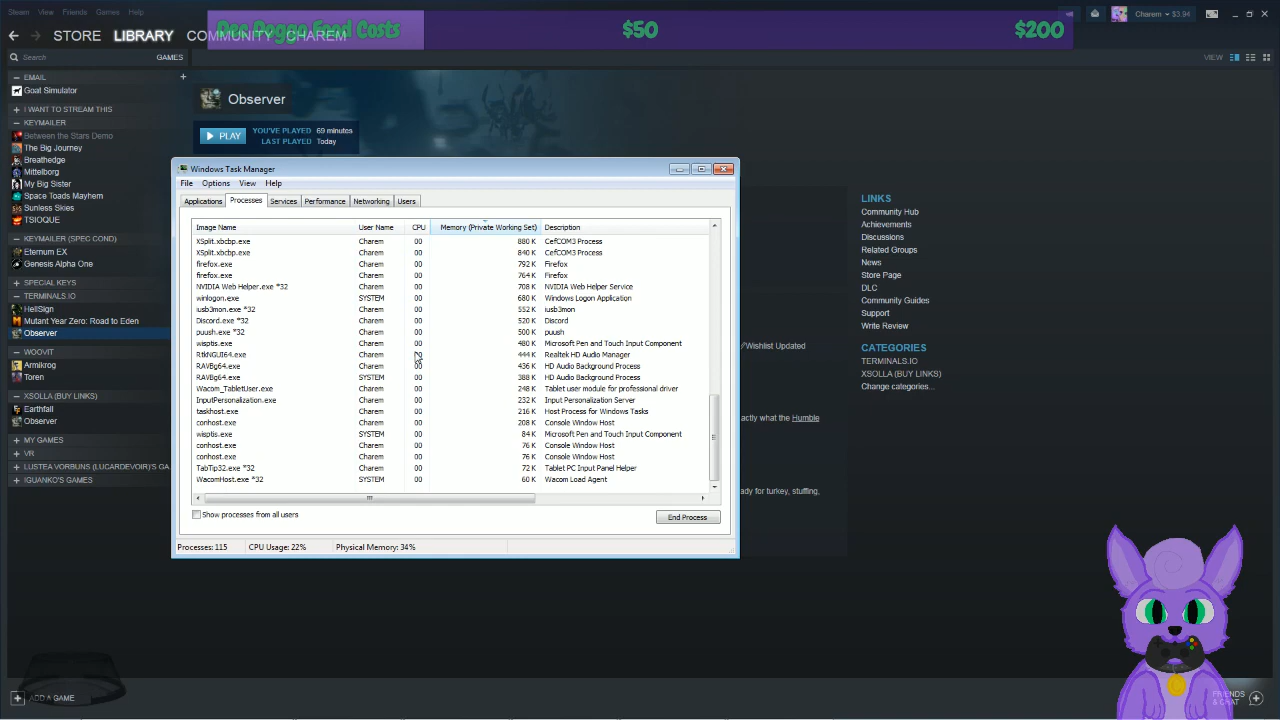 Steam View Friends Games Help
Charem ▾ $3.94
Doggo Food Costs
$50
$200
STORE
LIBRARY
COMMUNITY
CHAREM
Search
GAMES
VIEW
EMAIL
Goat Simulator
I WANT TO STREAM THIS
KEYMAILER
Between the Stars Demo
The Big Journey
Breathedge
Mittelborg
My Big Sister
Space Toads Mayhem
Sunless Skies
TSIOQUE
KEYMAILER (SPEC COND)
Eternum EX
Genesis Alpha One
SPECIAL KEYS
TERMINALS.IO
HellSign
Mutant Year Zero: Road to Eden
Observer
WOOVIT
Armikrog
Toren
XSOLLA (BUY LINKS)
Earthfall
Observer
MY GAMES
VR
LUSTEA VORBUNS (LUCARDEVOIR)'S GA...
IGUANKO'S GAMES
ADD A GAME
Observer
PLAY
YOU'VE PLAYED 69 minutes
LAST PLAYED Today
Windows Task Manager
File Options View Help
Applications Processes Services Performance Networking Users
Image Name User Name CPU Memory (Private Working Set) Description
XSplit.xbcbp.exe Charem 00 880 K CefCOM3 Process
XSplit.xbcbp.exe Charem 00 840 K CefCOM3 Process
firefox.exe Charem 00 792 K Firefox
firefox.exe Charem 00 764 K Firefox
NVIDIA Web Helper.exe *32 Charem 00 708 K NVIDIA Web Helper Service
winlogon.exe SYSTEM 00 680 K Windows Logon Application
iusb3mon.exe *32 Charem 00 552 K iusb3mon
Discord.exe *32 Charem 00 520 K Discord
puush.exe *32 Charem 00 500 K puush
wisptis.exe Charem 00 480 K Microsoft Pen and Touch Input Component
RtkNGUI64.exe Charem 00 444 K Realtek HD Audio Manager
RAVBg64.exe Charem 00 436 K HD Audio Background Process
RAVBg64.exe SYSTEM 00 388 K HD Audio Background Process
Wacom_TabletUser.exe Charem 00 248 K Tablet user module for professional driver
InputPersonalization.exe Charem 00 232 K Input Personalization Server
taskhost.exe Charem 00 216 K Host Process for Windows Tasks
conhost.exe Charem 00 208 K Console Window Host
wisptis.exe SYSTEM 00 84 K Microsoft Pen and Touch Input Component
conhost.exe Charem 00 76 K Console Window Host
conhost.exe Charem 00 76 K Console Window Host
TabTip32.exe *32 Charem 00 72 K Tablet PC Input Panel Helper
WacomHost.exe *32 SYSTEM 00 60 K Wacom Load Agent
Show processes from all users
End Process
Processes: 115 CPU Usage: 22% Physical Memory: 34%
Wishlist Updated
actly what the Humble
ady for turkey, stuffing,
LINKS
Community Hub
Achievements
Discussions
Related Groups
News
Store Page
DLC
Community Guides
Support
Write Review
CATEGORIES
TERMINALS.IO
XSOLLA (BUY LINKS)
Change categories...
FRIENDS
& CHAT